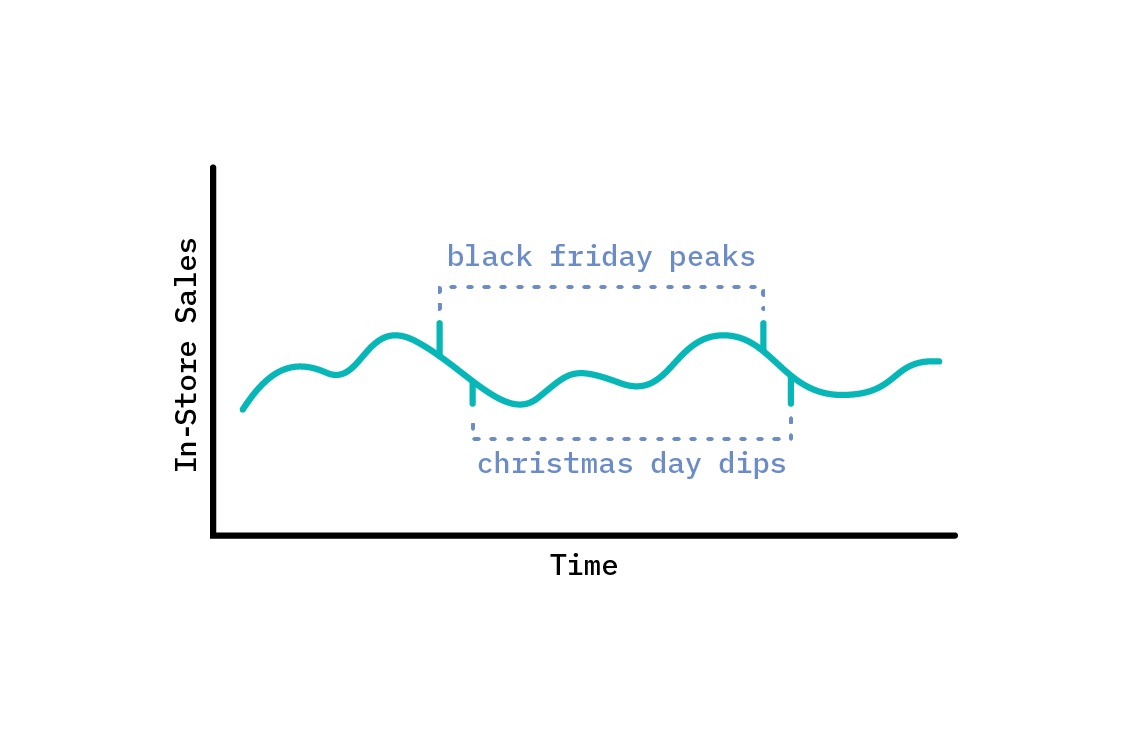 black friday peaks
In-Store Sales
christmas day dips
Time